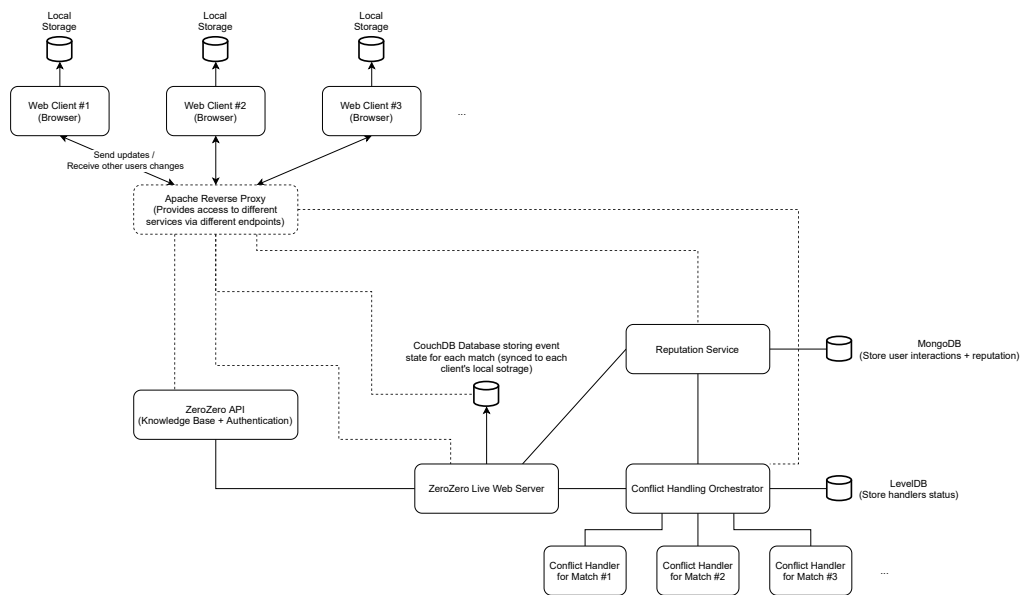 Local
Storage
Local
Storage
Local
Storage
Web Client #1
(Browser)
Web Client #2
(Browser)
Web Client #3
(Browser)
...
Send updates /
Receive other users changes
Apache Reverse Proxy
(Provides access to different
services via different endpoints)
CouchDB Database storing event
state for each match (synced to each
client's local sotrage)
Reputation Service
MongoDB
(Store user interactions + reputation)
ZeroZero API
(Knowledge Base + Authentication)
ZeroZero Live Web Server
Conflict Handling Orchestrator
LevelDB
(Store handlers status)
Conflict Handler
for Match #1
Conflict Handler
for Match #2
Conflict Handler
for Match #3
...